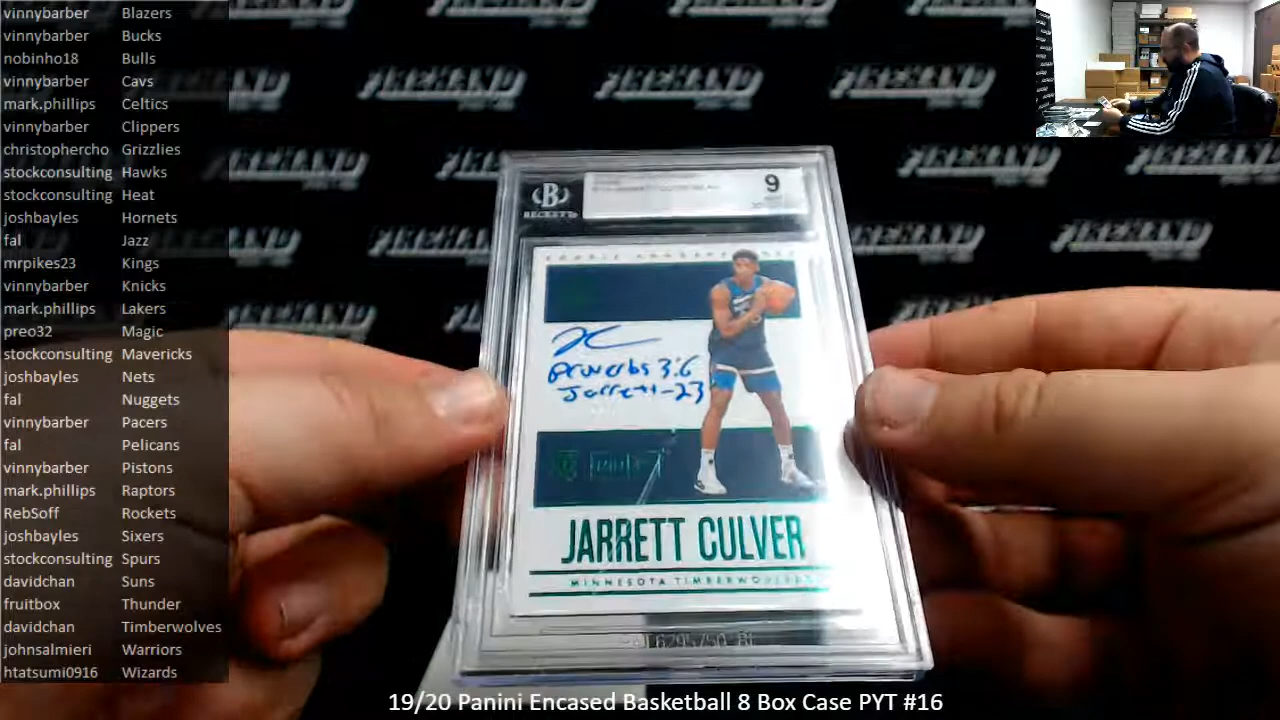 vinnybarber Blazers
vinnybarber Bucks
nobinho18 Bulls
vinnybarber Cavs
mark.phillips Celtics
vinnybarber Clippers
christophercho Grizzlies
stockconsulting Hawks
stockconsulting Heat
joshbayles Hornets
fal Jazz
mrpikes23 Kings
vinnybarber Knicks
mark.phillips Lakers
preo32 Magic
stockconsulting Mavericks
joshbayles Nets
fal Nuggets
vinnybarber Pacers
fal Pelicans
vinnybarber Pistons
mark.phillips Raptors
RebSoff Rockets
joshbayles Sixers
stockconsulting Spurs
davidchan Suns
fruitbox Thunder
davidchan Timberwolves
johnsalmieri Warriors
htatsumi0916 Wizards
FIREHAND
B
BECKETT
9
JC
Proverbs 3:6
Jarrett-23
JARRETT CULVER
MINNESOTA TIMBERWOLVES
19/20 Panini Encased Basketball 8 Box Case PYT #16